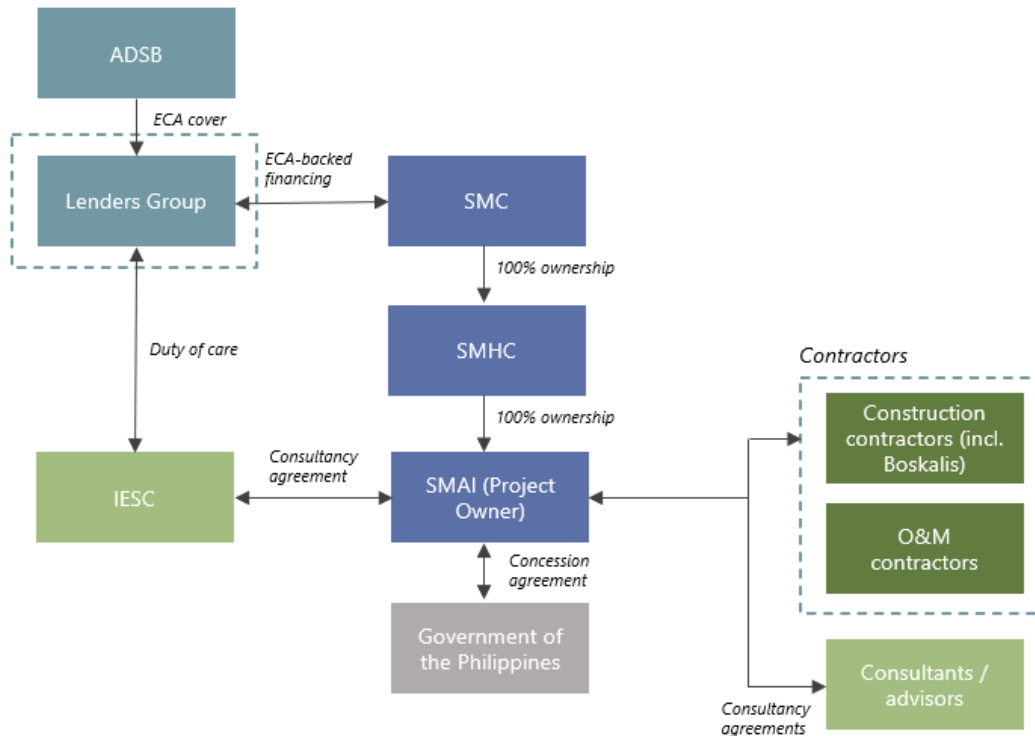 ADSB
ECA cover
Lenders Group
ECA-backed
financing
SMC
100% ownership
SMHC
Duty of care
100% ownership
Contractors
Construction
contractors (incl.
Boskalis)
O&M
contractors
IESC
Consultancy
agreement
SMAI (Project
Owner)
Concession
agreement
Government of
the Philippines
Consultants /
advisors
Consultancy
agreements